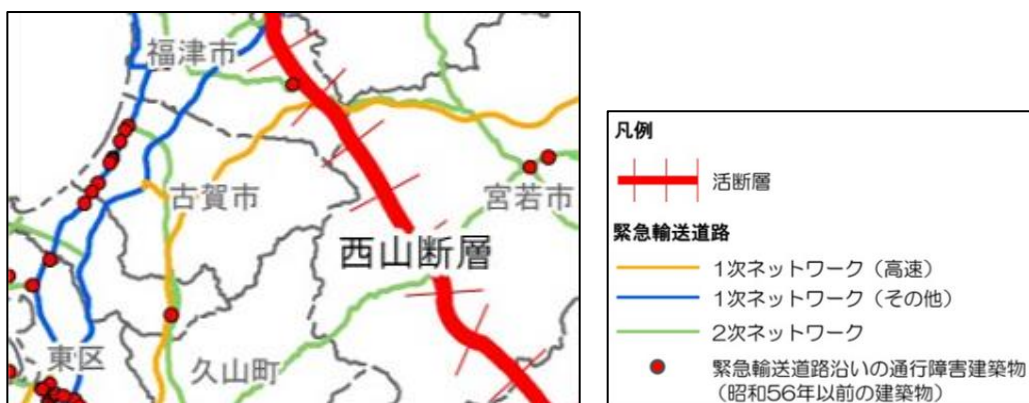 福津市
古賀市
宮若市
西山断層
東区
久山町
凡例
活断層
緊急輸送道路
1次ネットワーク（高速）
1次ネットワーク（その他）
2次ネットワーク
緊急輸送道路沿いの通行障害建築物
（昭和56年以前の建築物）